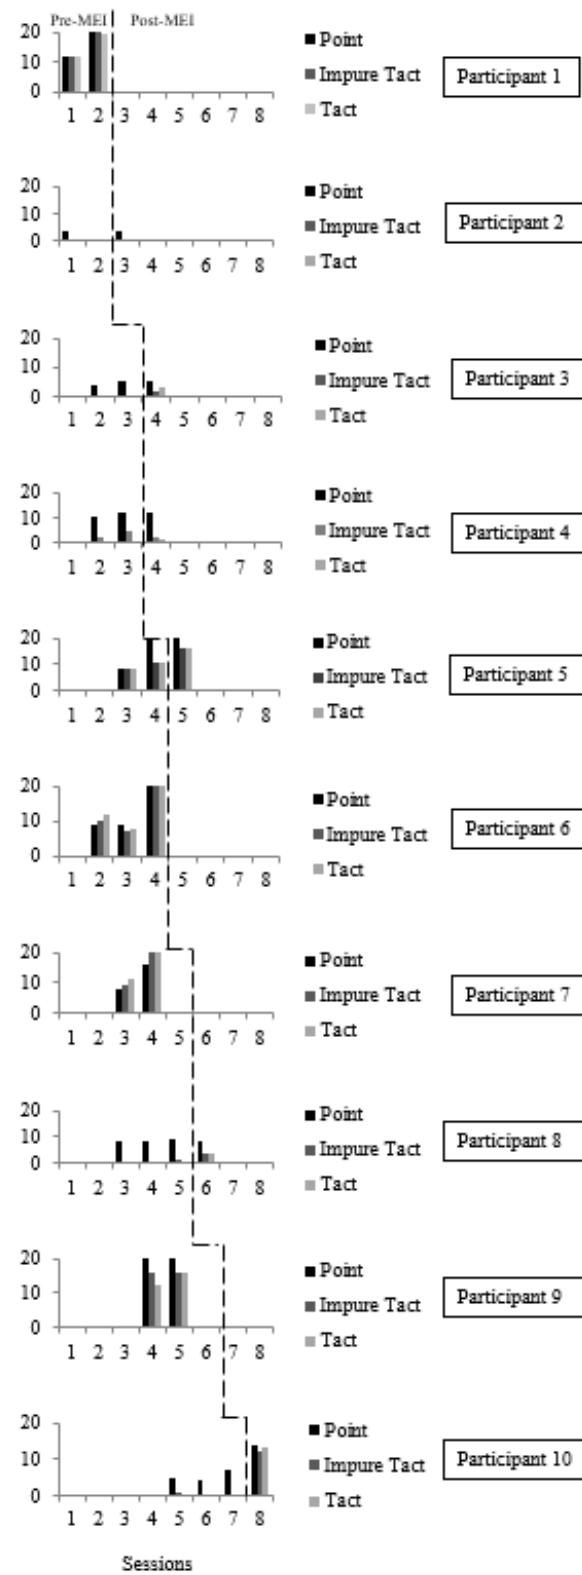 Pre-MEI Post-MEI
20
10
0
1 2 3 4 5 6 7 8
Point
Impure Tact
Tact
Participant 1
20
10
0
1 2 3 4 5 6 7 8
Point
Impure Tact
Tact
Participant 2
20
10
0
1 2 3 4 5 6 7 8
Point
Impure Tact
Tact
Participant 3
20
10
0
1 2 3 4 5 6 7 8
Point
Impure Tact
Tact
Participant 4
20
10
0
1 2 3 4 5 6 7 8
Point
Impure Tact
Tact
Participant 5
20
10
0
1 2 3 4 5 6 7 8
Point
Impure Tact
Tact
Participant 6
20
10
0
1 2 3 4 5 6 7 8
Point
Impure Tact
Tact
Participant 7
20
10
0
1 2 3 4 5 6 7 8
Point
Impure Tact
Tact
Participant 8
20
10
0
1 2 3 4 5 6 7 8
Point
Impure Tact
Tact
Participant 9
20
10
0
1 2 3 4 5 6 7 8
Point
Impure Tact
Tact
Participant 10
Sessions